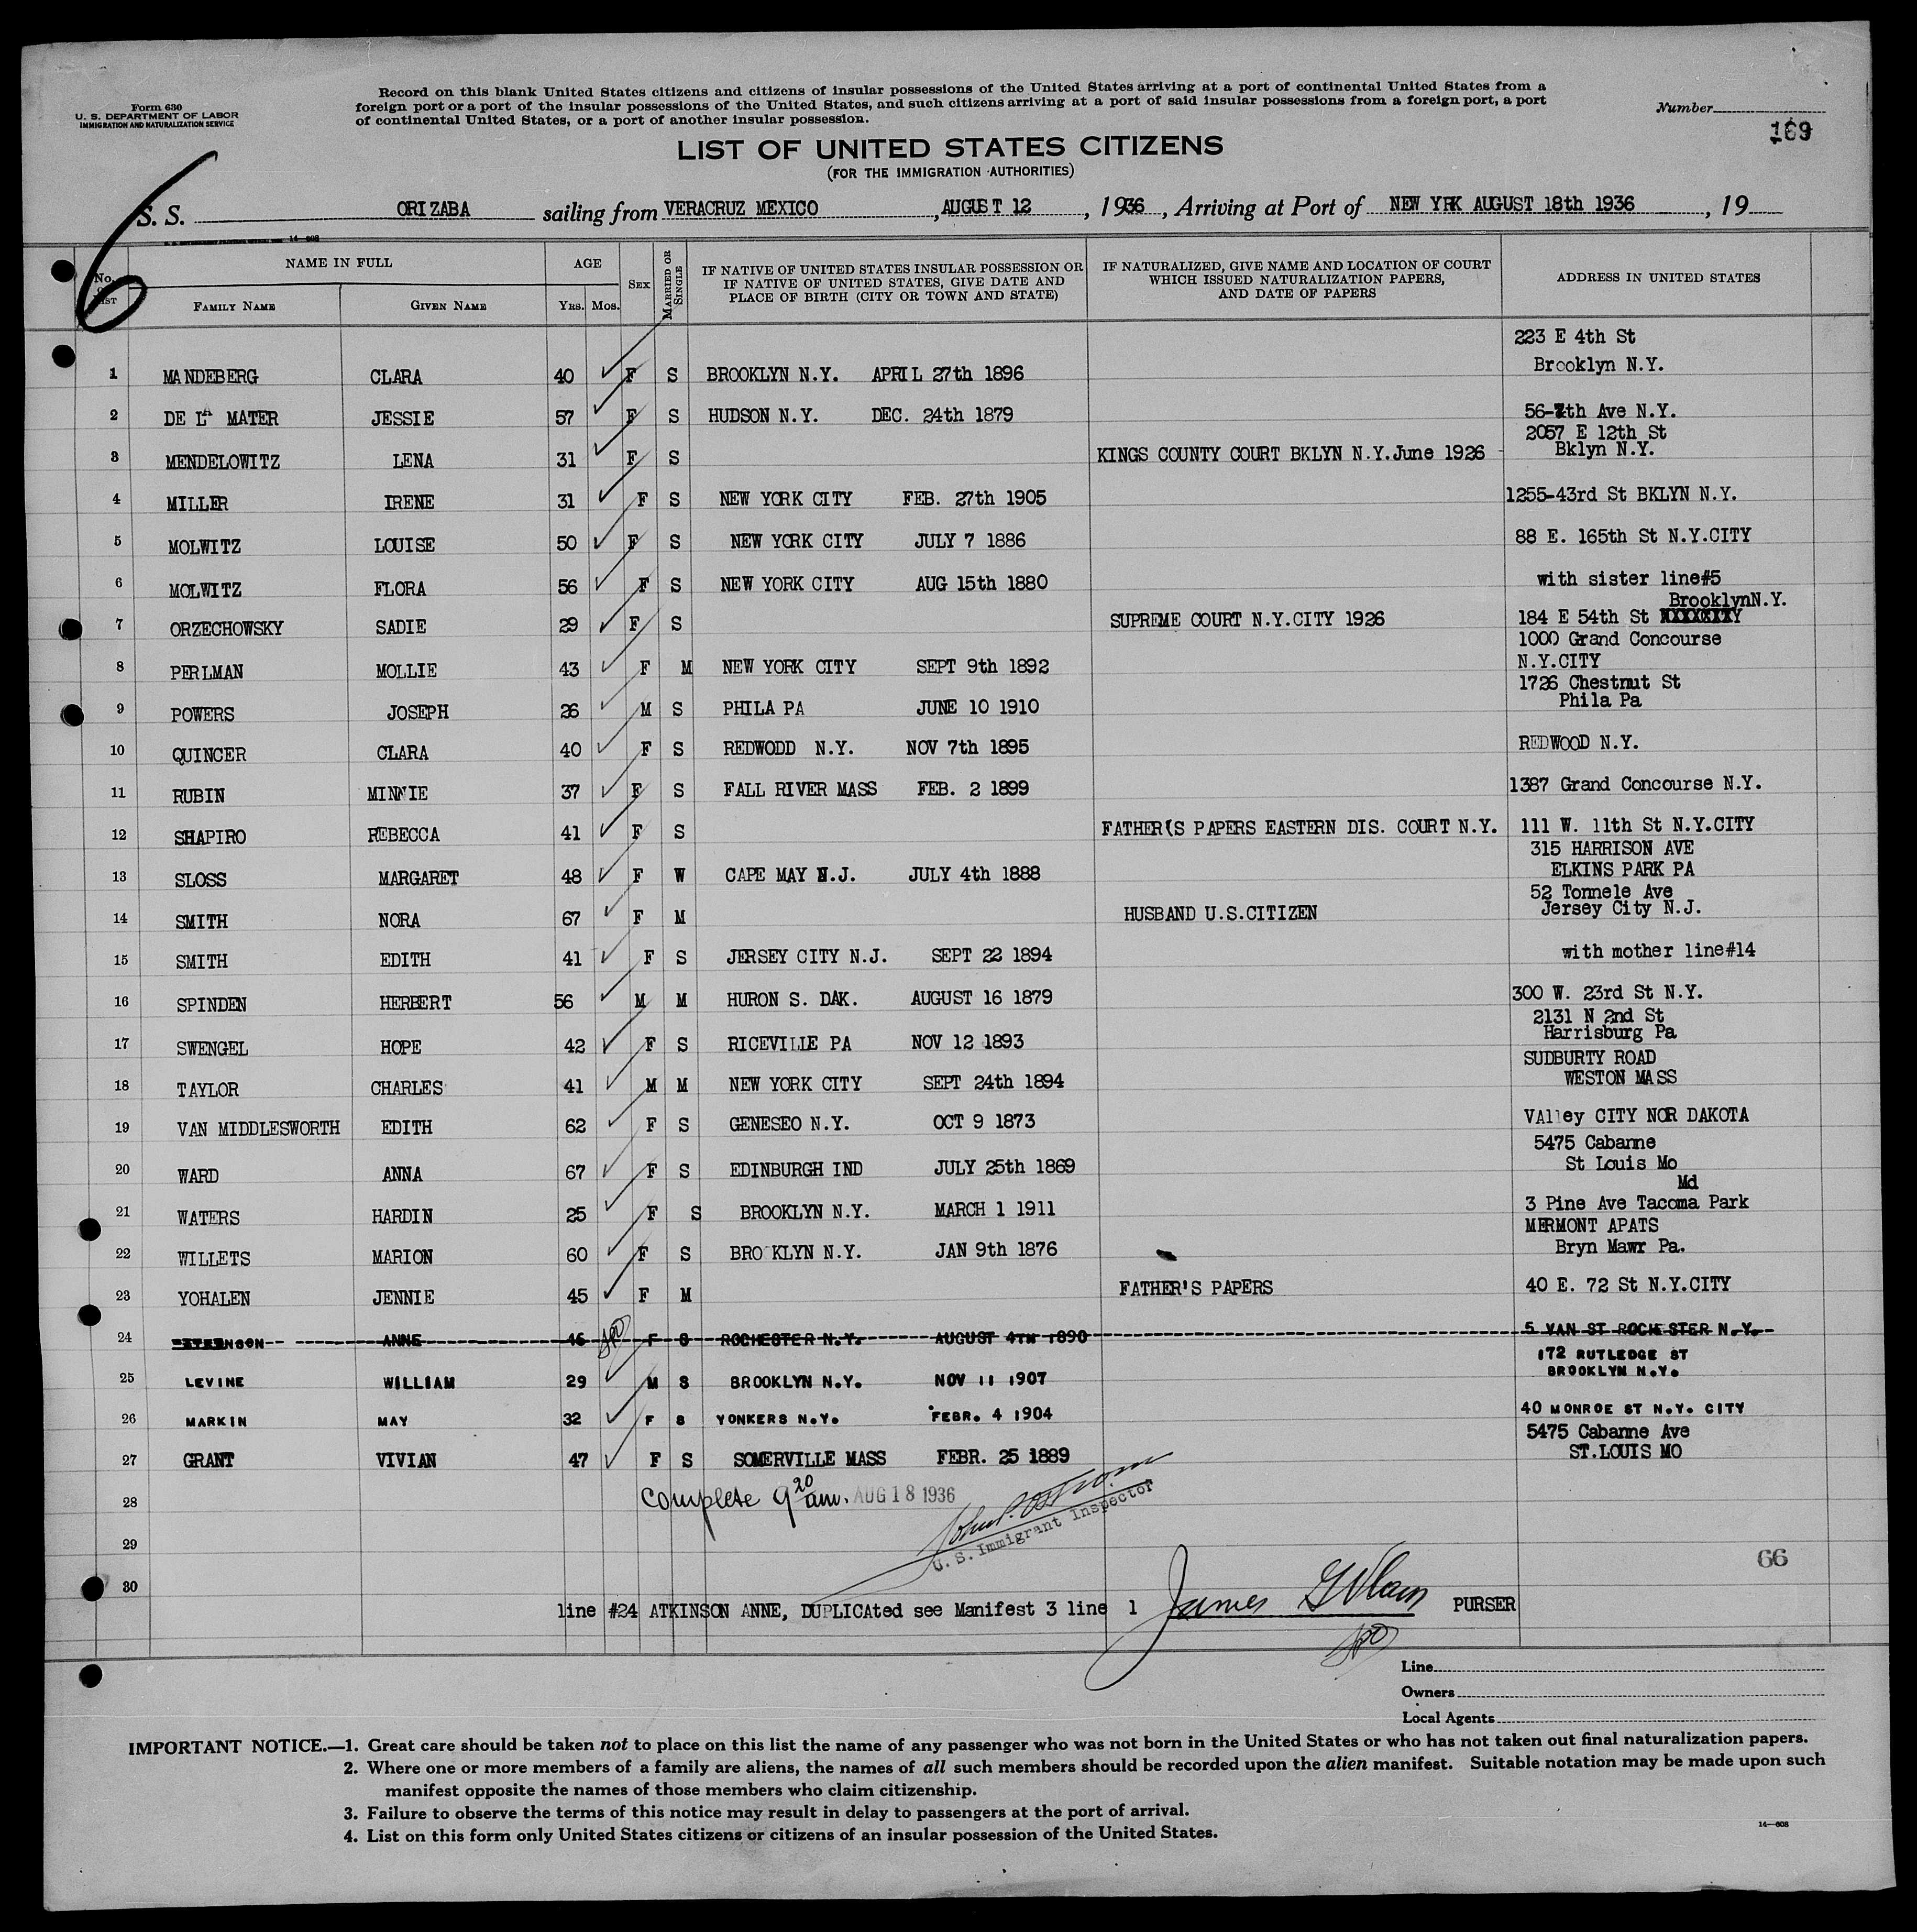 Form 630
U. S. DEPARTMENT OF LABOR
IMMIGRATION AND NATURALIZATION SERVICE
Record on this blank United States citizens and citizens of insular possessions of the United States arriving at a port of continental United States from a
foreign port or a port of the insular possessions of the United States, and such citizens arriving at a port of said insular possessions from a foreign port, a port
of continental United States, or a port of another insular possession.
Number
169
LIST OF UNITED STATES CITIZENS
(FOR THE IMMIGRATION AUTHORITIES)
6
S. S. ORIZABA sailing from VERACRUZ MEXICO, AUGUST 12, 1936, Arriving at Port of NEW YRK AUGUST 18th 1936, 19
14—608
No. on List NAME IN FULL AGE Sex Married or Single IF NATIVE OF UNITED STATES INSULAR POSSESSION OR IF NATIVE OF UNITED STATES, GIVE DATE AND PLACE OF BIRTH (CITY OR TOWN AND STATE) IF NATURALIZED, GIVE NAME AND LOCATION OF COURT WHICH ISSUED NATURALIZATION PAPERS, AND DATE OF PAPERS ADDRESS IN UNITED STATES
Family Name Given Name Yrs. Mos.
223 E 4th St
1 MANDEBERG CLARA 40 F S BROOKLYN N.Y. APRIL 27th 1896 Brooklyn N.Y.
2 DE LA MATER JESSIE 57 F S HUDSON N.Y. DEC. 24th 1879 56-7th Ave N.Y.
2057 E 12th St
3 MENDELOWITZ LENA 31 F S KINGS COUNTY COURT BKLYN N.Y. June 1926 Bklyn N.Y.
4 MILLER IRENE 31 F S NEW YORK CITY FEB. 27th 1905 1255-43rd St BKLYN N.Y.
5 MOLWITZ LOUISE 50 F S NEW YORK CITY JULY 7 1886 88 E. 165th St N.Y.CITY
6 MOLWITZ FLORA 56 F S NEW YORK CITY AUG 15th 1880 with sister line#5
BrooklynN.Y.
7 ORZECHOWSKY SADIE 29 F S SUPREME COURT N.Y.CITY 1926 184 E 54th St
1000 Grand Concourse
8 PERLMAN MOLLIE 43 F M NEW YORK CITY SEPT 9th 1892 N.Y.CITY
1726 Chestnut St
9 POWERS JOSEPH 26 M S PHILA PA JUNE 10 1910 Phila Pa
10 QUINCER CLARA 40 F S REDWODD N.Y. NOV 7th 1895 REDWOOD N.Y.
11 RUBIN MINNIE 37 F S FALL RIVER MASS FEB. 2 1899 1387 Grand Concourse N.Y.
12 SHAPIRO REBECCA 41 F S FATHER(S PAPERS EASTERN DIS. COURT N.Y. 111 W. 11th St N.Y.CITY
315 HARRISON AVE
13 SLOSS MARGARET 48 F W CAPE MAY N.J. JULY 4th 1888 ELKINS PARK PA
52 Tonnele Ave
14 SMITH NORA 67 F M HUSBAND U.S.CITIZEN Jersey City N.J.
15 SMITH EDITH 41 F S JERSEY CITY N.J. SEPT 22 1894 with mother line#14
16 SPINDEN HERBERT 56 M M HURON S. DAK. AUGUST 16 1879 300 W. 23rd St N.Y.
2131 N 2nd St
17 SWENGEL HOPE 42 F S RICEVILLE PA NOV 12 1893 Harrisburg Pa
SUDBURTY ROAD
18 TAYLOR CHARLES 41 M M NEW YORK CITY SEPT 24th 1894 WESTON MASS
19 VAN MIDDLESWORTH EDITH 62 F S GENESEO N.Y. OCT 9 1873 VAlley CITY NOR DAKOTA
5475 Cabanne
20 WARD ANNA 67 F S EDINBURGH IND JULY 25th 1869 St Louis Mo
Md
21 WATERS HARDIN 25 F S BROOKLYN N.Y. MARCH 1 1911 3 Pine Ave Tacoma Park
MERMONT APATS
22 WILLETS MARION 60 F S BRO KLYN N.Y. JAN 9th 1876 Bryn Mawr Pa.
23 YOHALEN JENNIE 45 F M FATHER'S PAPERS 40 E. 72 St N.Y.CITY
24 ANNE 46 F S ROCHESTER N.Y. AUGUST 4TH 1890 5 VAN ST ROCHESTER N.Y.
172 RUTLEDGE ST
25 LEVINE WILLIAM 29 M S BROOKLYN N.Y. NOV 11 1907 BROOKLYN N.Y.
26 MARKIN MAY 32 F S YONKERS N.Y. FEBR. 4 1904 40 MONROE ST N.Y. CITY
5475 Cabanne Ave
27 GRANT VIVIAN 47 F S SOMERVILLE MASS FEBR. 25 1889 ST.LOUIS MO
28 complete 9 20 am. AUG 18 1936
U. S. Immigrant Inspector
29
66
30
line #24 ATKINSON ANNE, DUPLICAted see Manifest 3 line 1 James PURSER
Line
Owners
Local Agents
IMPORTANT NOTICE.—1. Great care should be taken not to place on this list the name of any passenger who was not born in the United States or who has not taken out final naturalization papers.
2. Where one or more members of a family are aliens, the names of all such members should be recorded upon the alien manifest. Suitable notation may be made upon such
manifest opposite the names of those members who claim citizenship.
3. Failure to observe the terms of this notice may result in delay to passengers at the port of arrival.
4. List on this form only United States citizens or citizens of an insular possession of the United States.
14—608